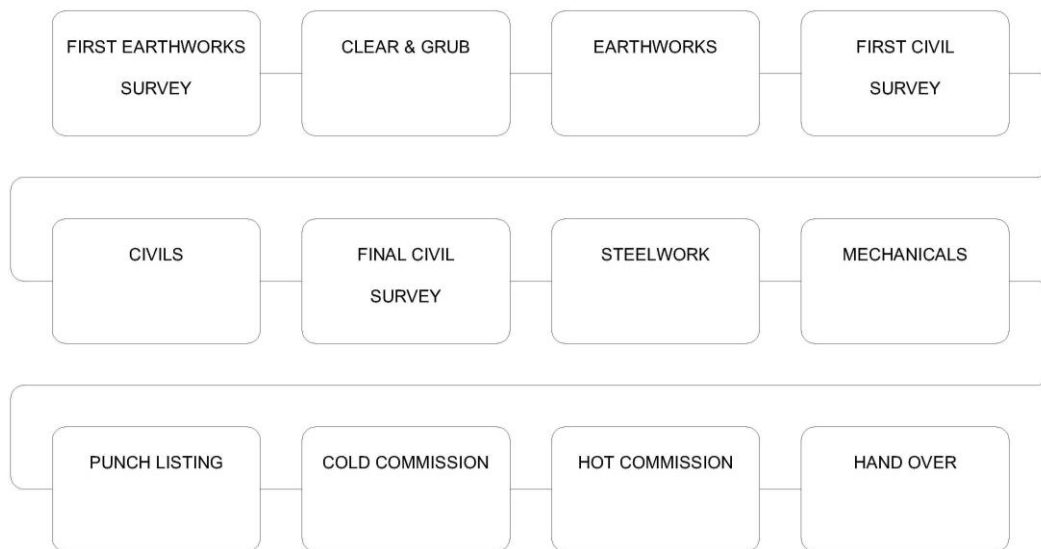 FIRST EARTHWORKS
SURVEY
CLEAR & GRUB
EARTHWORKS
FIRST CIVIL
SURVEY
CIVILS
FINAL CIVIL
SURVEY
STEELWORK
MECHANICALS
PUNCH LISTING
COLD COMMISSION
HOT COMMISSION
HAND OVER